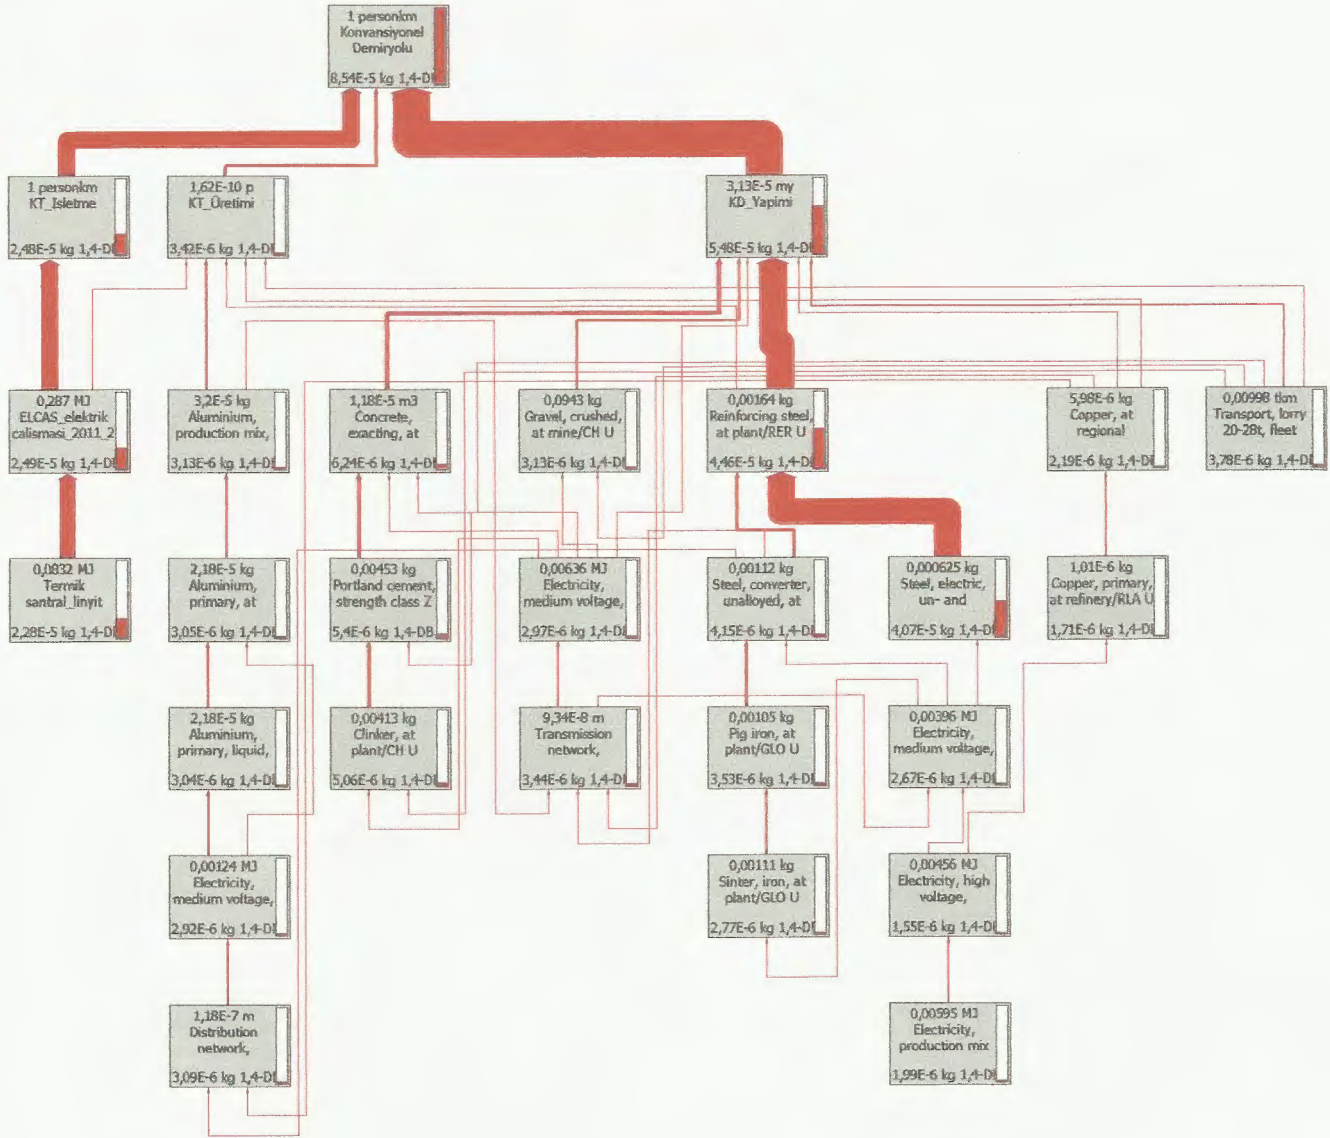 1 personkm
Konvansiyonel
Demiryolu
8,54E-5 kg 1,4-DI
1 personkm
KT_Isletme
2,48E-5 kg 1,4-DI
1,62E-10 p
KT_Üretimi
3,42E-6 kg 1,4-DI
3,13E-5 my
KD_Yapimi
5,48E-5 kg 1,4-DI
0,287 MJ
ELCAS_elektrik
calismasi_2011_2
2,49E-5 kg 1,4-DI
3,2E-5 kg
Aluminium,
production mix,
3,13E-6 kg 1,4-DI
1,18E-5 m3
Concrete,
exacting, at
6,24E-6 kg 1,4-DI
0,0943 kg
Gravel, crushed,
at mine/CH U
3,13E-6 kg 1,4-DI
0,00164 kg
Reinforcing steel,
at plant/RER U
4,46E-5 kg 1,4-DI
5,98E-6 kg
Copper, at
regional
2,19E-6 kg 1,4-DI
0,00998 tkm
Transport, lorry
20-28t, fleet
3,78E-6 kg 1,4-DI
0,0832 MJ
Termik
santral_linyit
2,28E-5 kg 1,4-DI
2,18E-5 kg
Aluminium,
primary, at
3,05E-6 kg 1,4-DI
0,00453 kg
Portland cement,
strength class Z
5,4E-6 kg 1,4-DB
0,00636 MJ
Electricity,
medium voltage,
2,97E-6 kg 1,4-DI
0,00112 kg
Steel, converter,
unalloyed, at
4,15E-6 kg 1,4-DI
0,000625 kg
Steel, electric,
un- and
4,07E-5 kg 1,4-DI
1,01E-6 kg
Copper, primary,
at refinery/RLA U
1,71E-6 kg 1,4-DI
2,18E-5 kg
Aluminium,
primary, liquid,
3,04E-6 kg 1,4-DI
0,00413 kg
Clinker, at
plant/CH U
5,06E-6 kg 1,4-DI
9,34E-8 m
Transmission
network,
3,44E-6 kg 1,4-DI
0,00105 kg
Pig iron, at
plant/GLO U
3,53E-6 kg 1,4-DI
0,00396 MJ
Electricity,
medium voltage,
2,67E-6 kg 1,4-DI
0,00124 MJ
Electricity,
medium voltage,
2,92E-6 kg 1,4-DI
0,00111 kg
Sinter, iron, at
plant/GLO U
2,77E-6 kg 1,4-DI
0,00456 MJ
Electricity, high
voltage,
1,55E-6 kg 1,4-DI
1,18E-7 m
Distribution
network,
3,09E-6 kg 1,4-DI
0,00595 MJ
Electricity,
production mix
1,99E-6 kg 1,4-DI